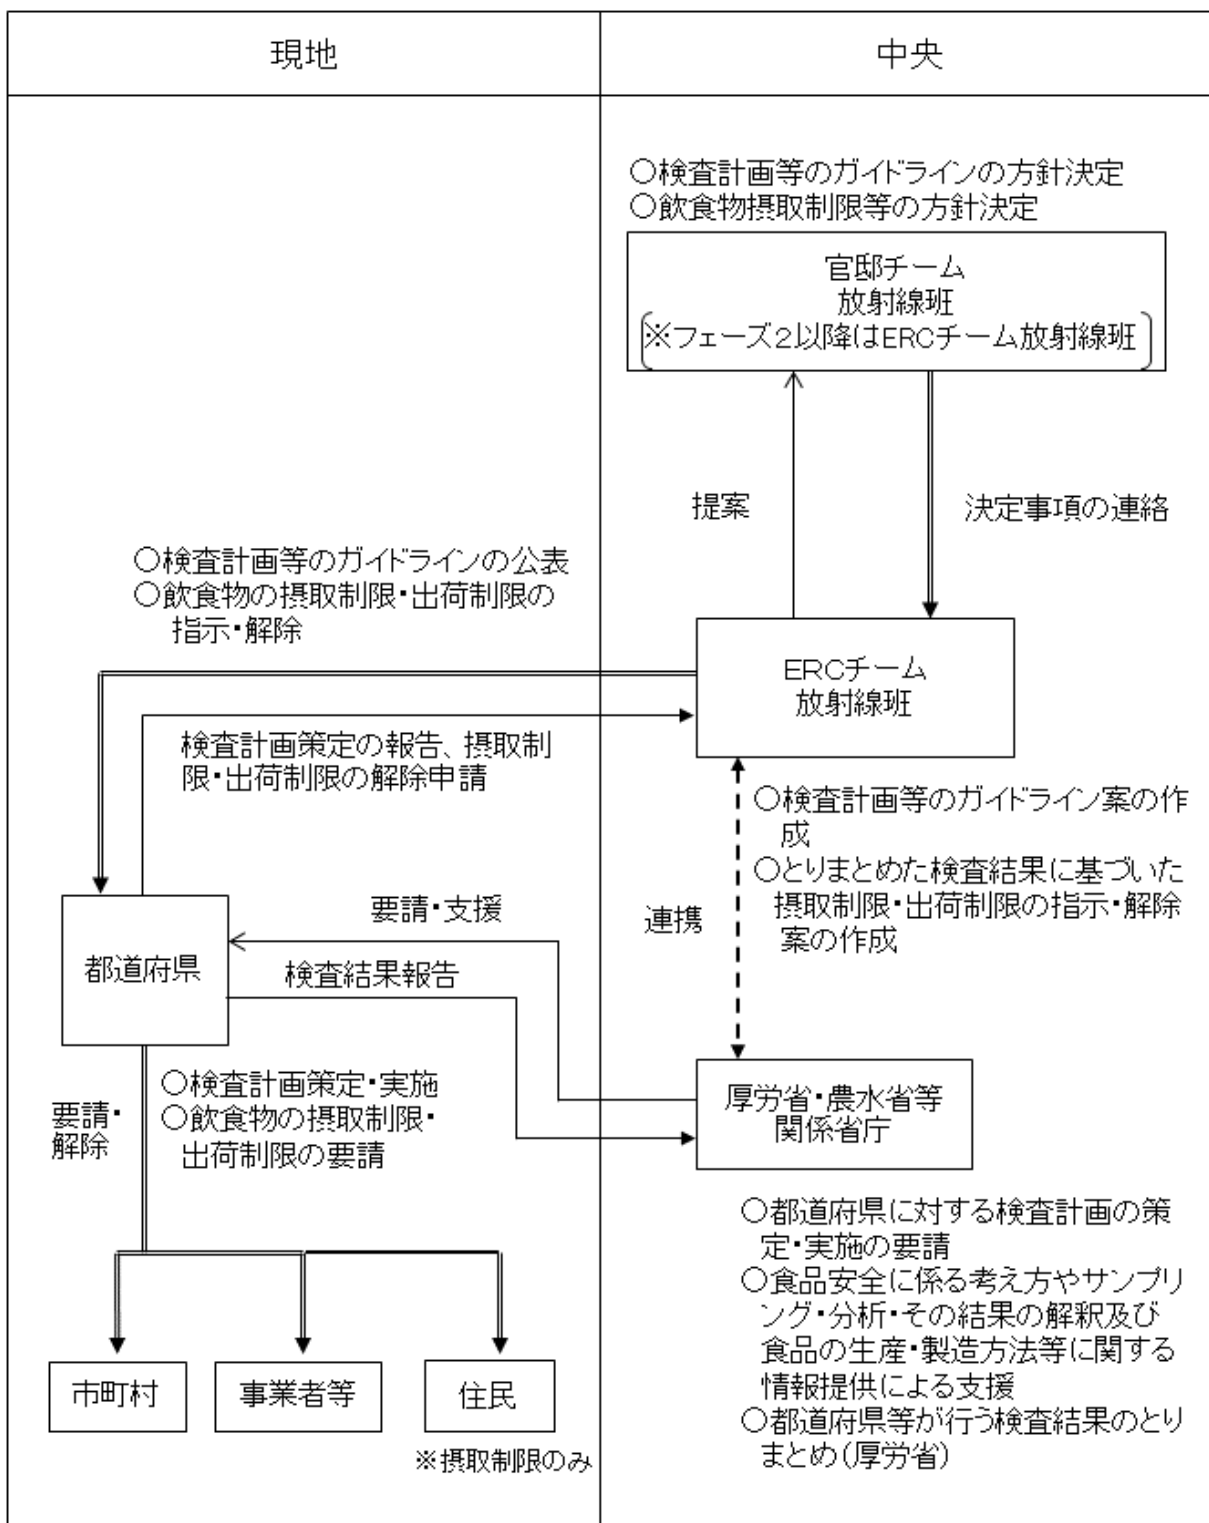 現地
中央
○検査計画等のガイドラインの方針決定
○飲食物摂取制限等の方針決定
官邸チーム
放射線班
※フェーズ2以降はERCチーム放射線班
提案
決定事項の連絡
○検査計画等のガイドラインの公表
○飲食物の摂取制限・出荷制限の
指示・解除
ERCチーム
放射線班
検査計画策定の報告、摂取制
限・出荷制限の解除申請
○検査計画等のガイドライン案の作
成
○とりまとめた検査結果に基づいた
摂取制限・出荷制限の指示・解除
案の作成
連携
要請・支援
都道府県
検査結果報告
要請・
解除
○検査計画策定・実施
○飲食物の摂取制限・
出荷制限の要請
厚労省・農水省等
関係省庁
○都道府県に対する検査計画の策
定・実施の要請
○食品安全に係る考え方やサンプリ
ング・分析・その結果の解釈及び
食品の生産・製造方法等に関する
情報提供による支援
○都道府県等が行う検査結果のとり
まとめ(厚労省)
市町村
事業者等
住民
※摂取制限のみ